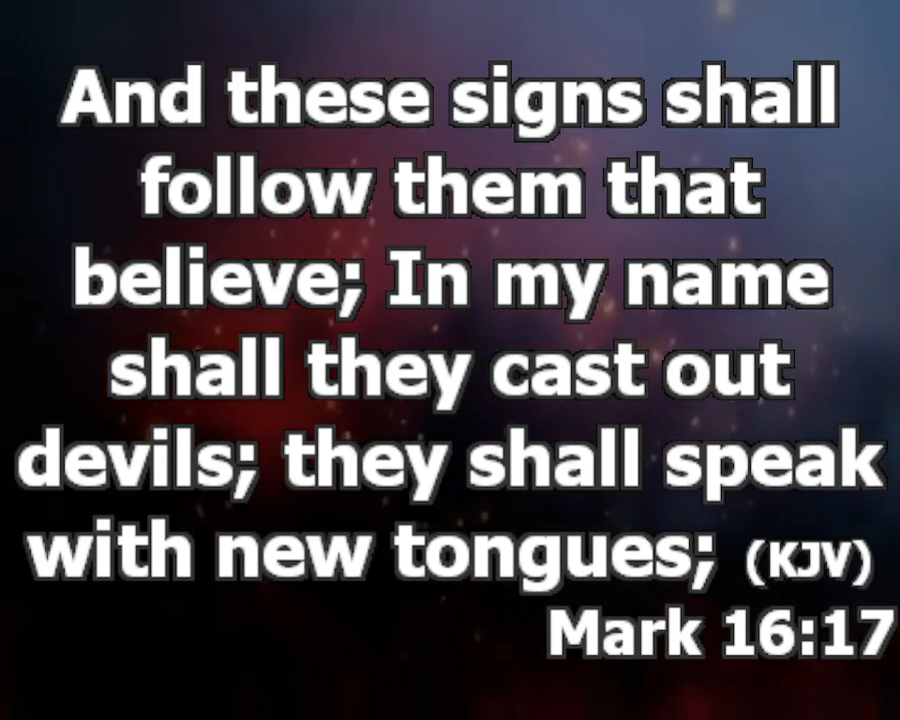 And these signs shall
follow them that
believe; In my name
shall they cast out
devils; they shall speak
with new tongues; (KJV)
Mark 16:17